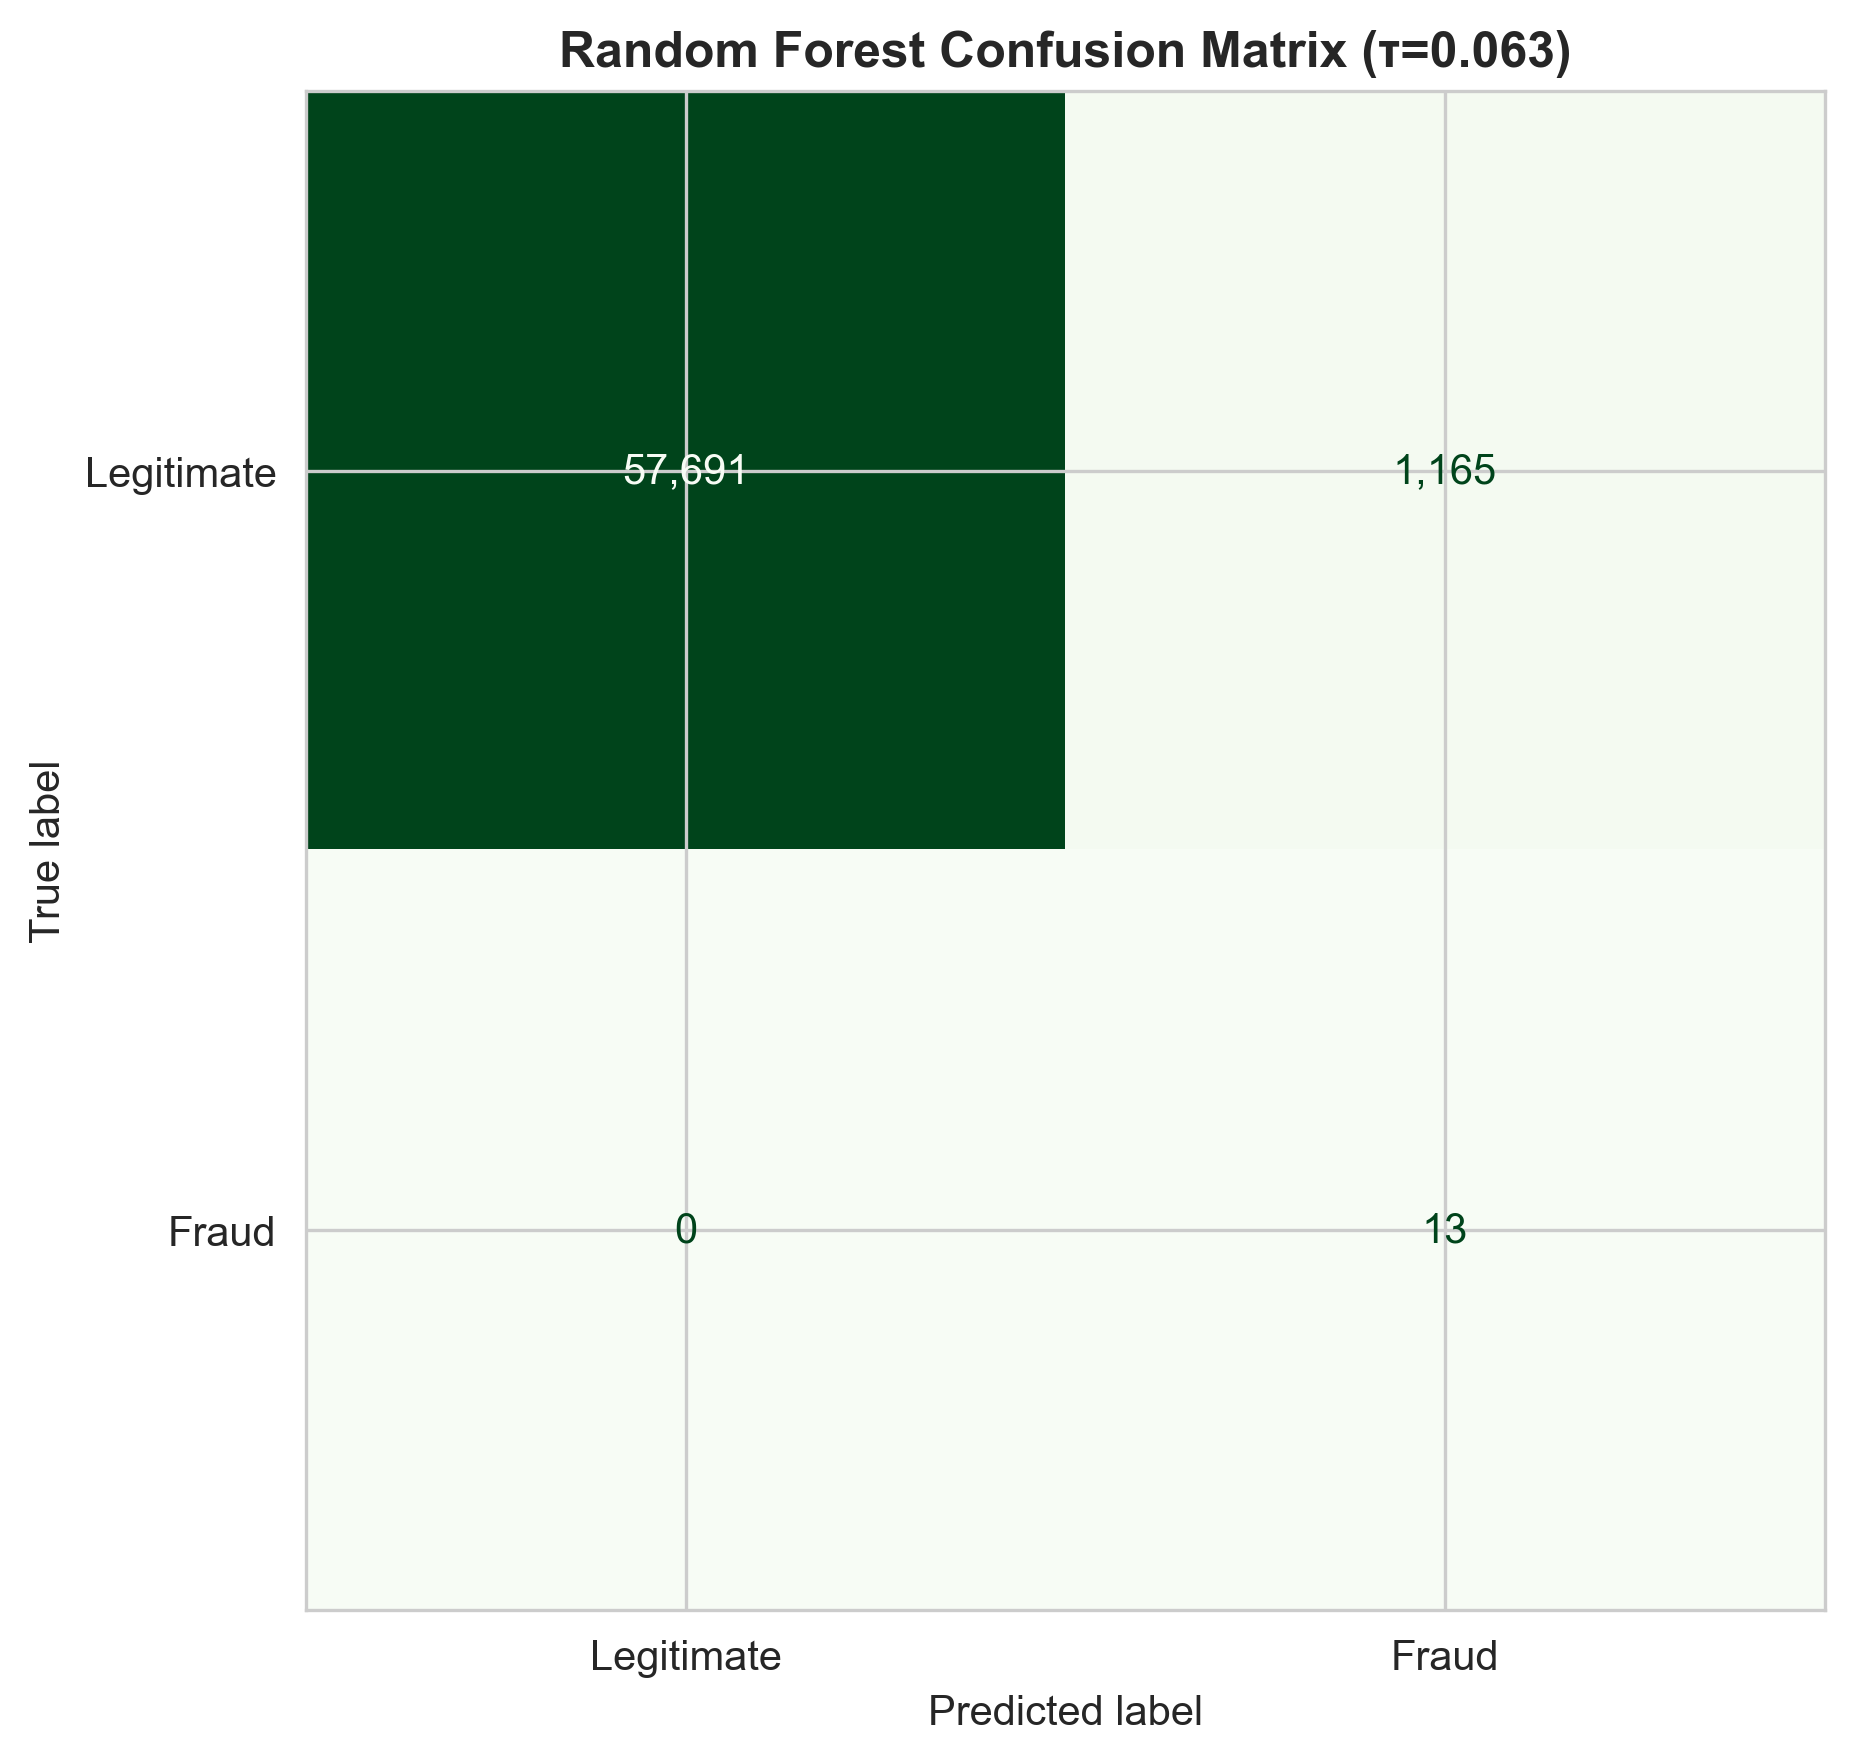 Random Forest Confusion Matrix (τ=0.063)
Legitimate
57,691
1,165
True label
Fraud
0
13
Legitimate
Fraud
Predicted label